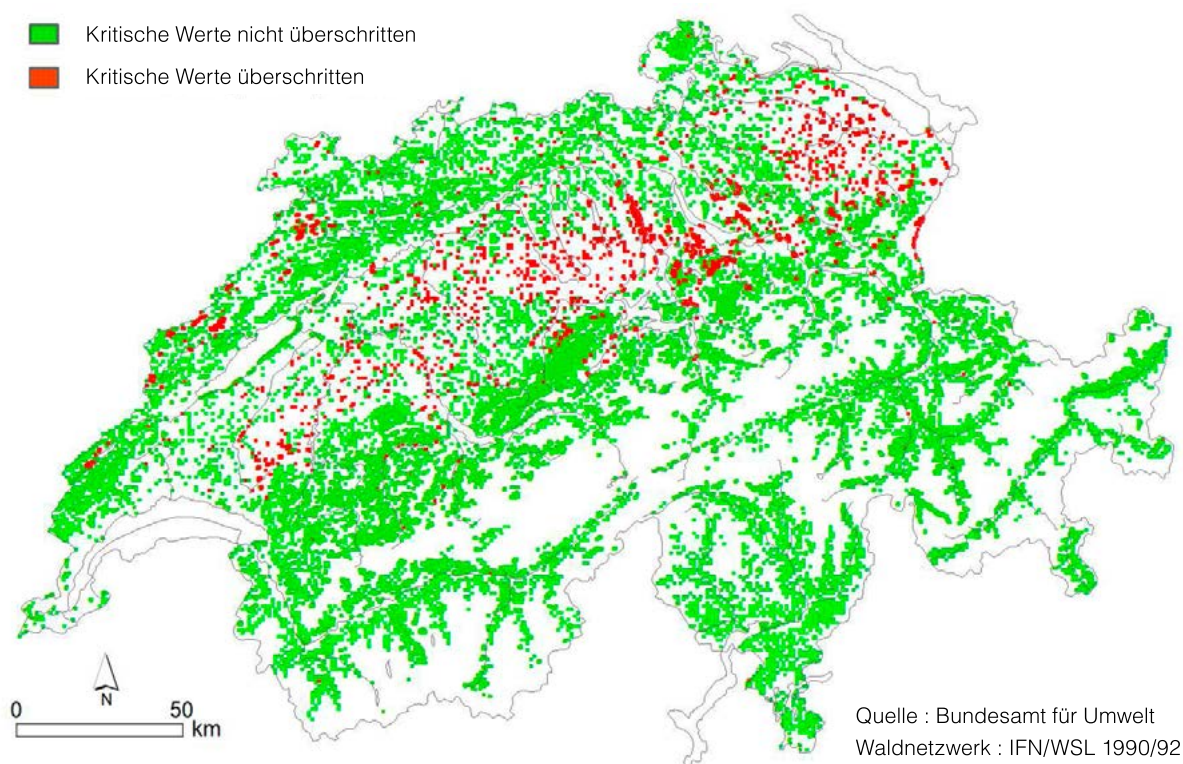 Kritische Werte nicht überschritten
Kritische Werte überschritten
N
0 50
km
Quelle : Bundesamt für Umwelt
Waldnetzwerk : IFN/WSL 1990/92